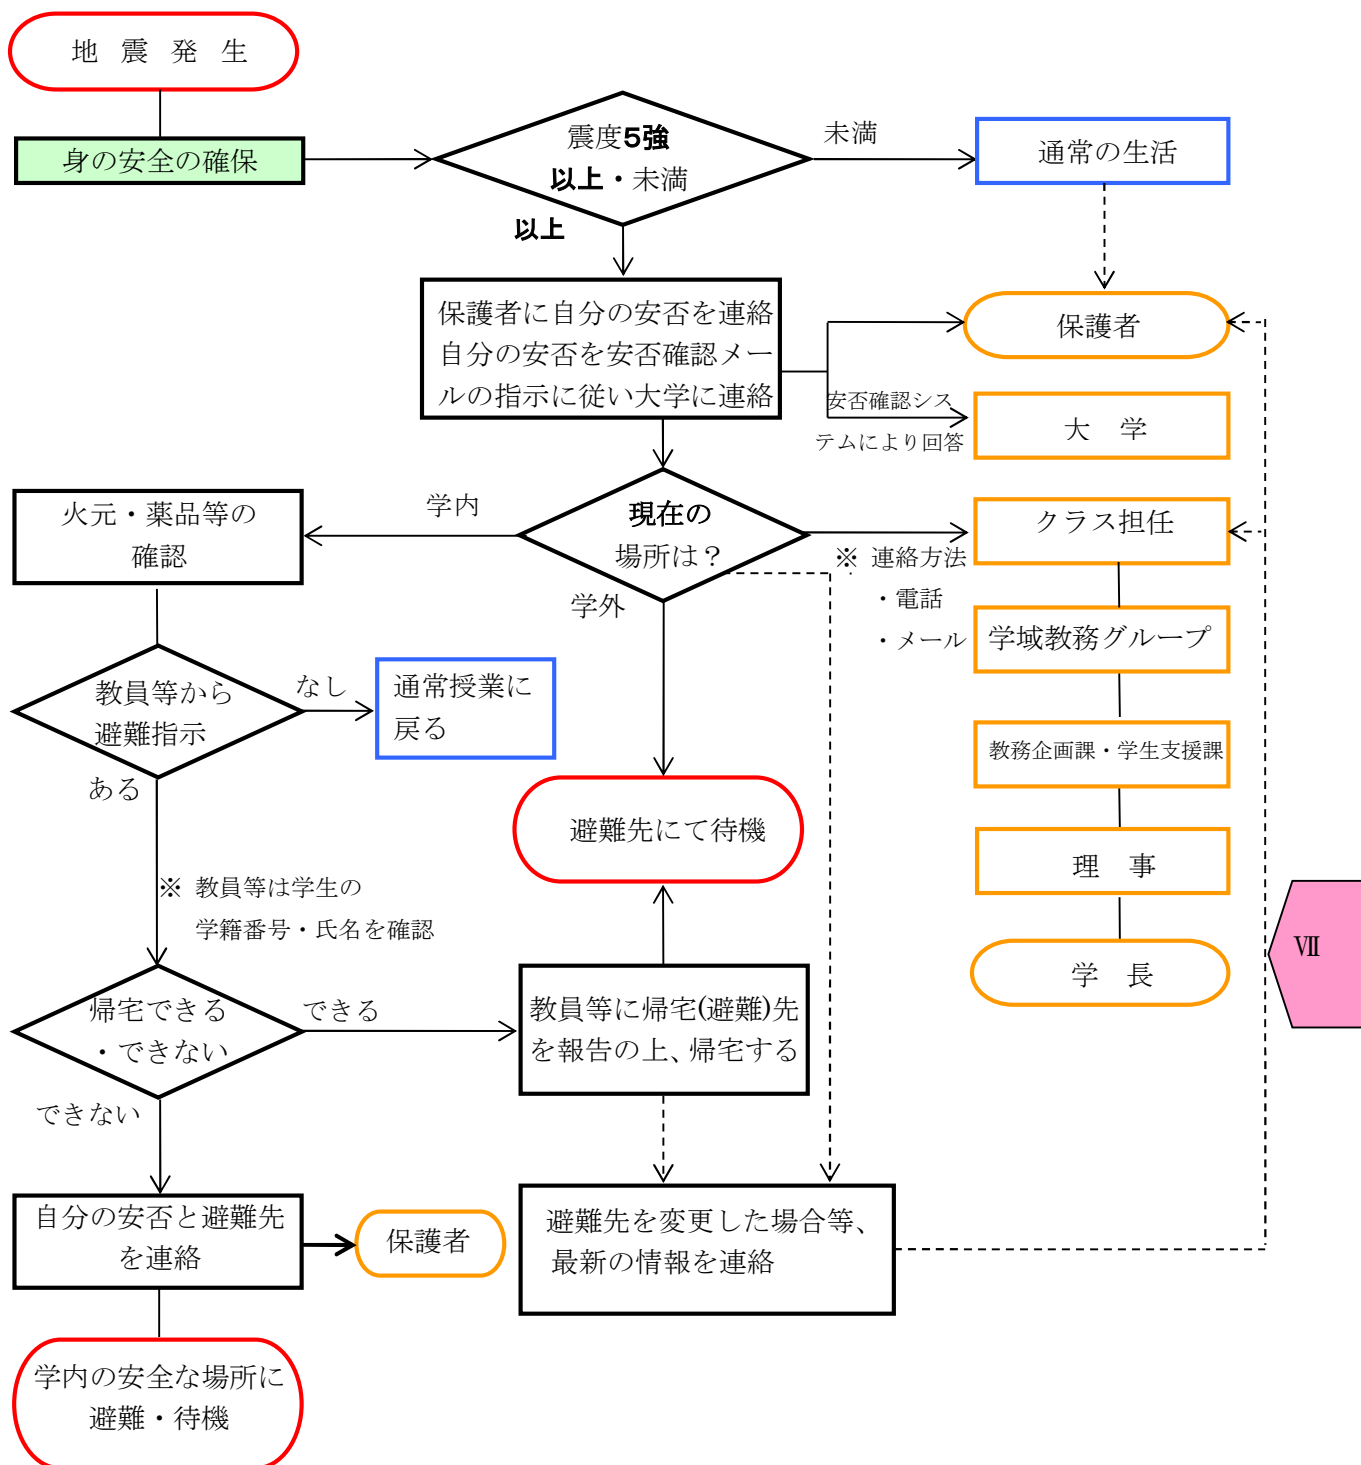 地 震 発 生
身の安全の確保
震度5強
以上・未満
未満
以上
通常の生活
保護者に自分の安否を連絡
自分の安否を安否確認メー
ルの指示に従い大学に連絡
保護者
安否確認シス
テムにより回答
大 学
火元・薬品等の
確認
学内
現在の
場所は？
学外
※ 連絡方法
・電話
・メール
クラス担任
学域教務グループ
教務企画課・学生支援課
理 事
学 長
教員等から
避難指示
なし
通常授業に
戻る
ある
避難先にて待機
※ 教員等は学生の
学籍番号・氏名を確認
帰宅できる
・できない
できる
できない
教員等に帰宅(避難)先
を報告の上、帰宅する
自分の安否と避難先
を連絡
保護者
避難先を変更した場合等、
最新の情報を連絡
学内の安全な場所に
避難・待機
Ⅶ